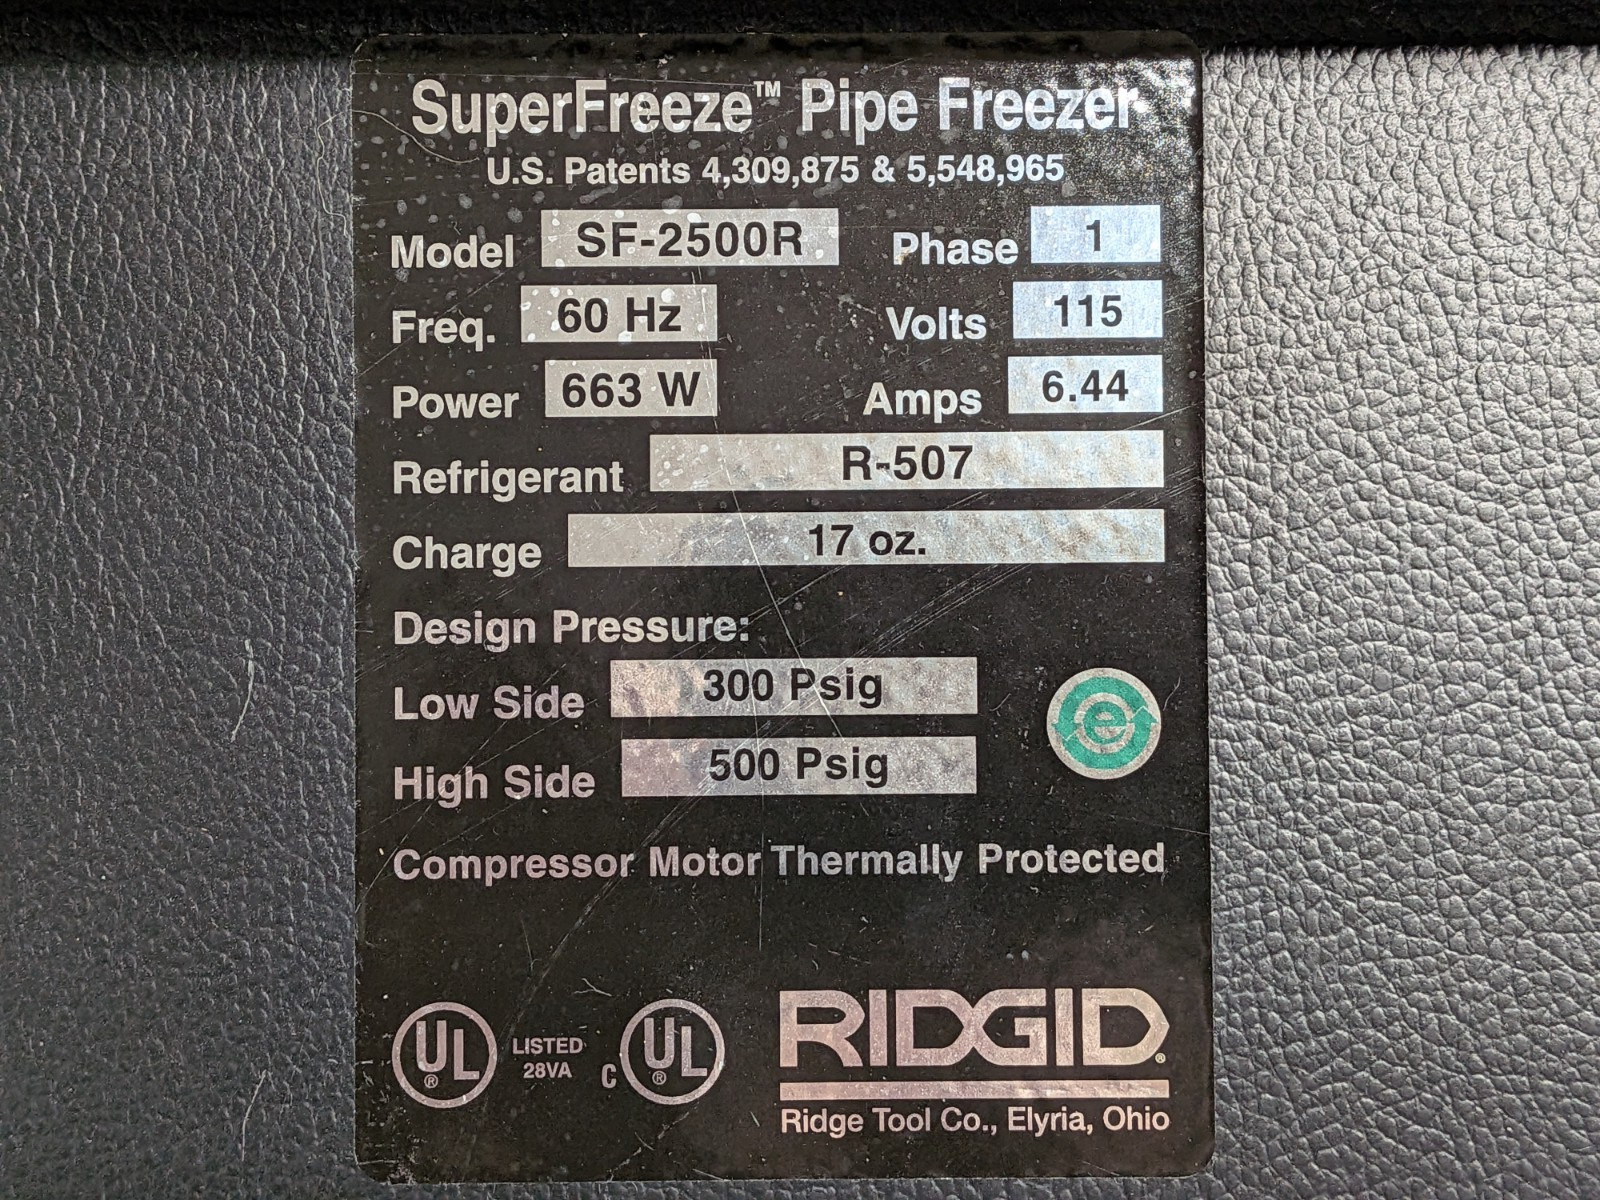 SuperFreeze™ Pipe Freezer
U.S. Patents 4,309,875 & 5,548,965
Model SF-2500R Phase 1
Freq. 60 Hz Volts 115
Power 663 W Amps 6.44
Refrigerant R-507
Charge 17 oz.
Design Pressure:
Low Side 300 Psig
High Side 500 Psig
e
Compressor Motor Thermally Protected
UL® LISTED 28VA C UL®
RIDGID®
Ridge Tool Co., Elyria, Ohio